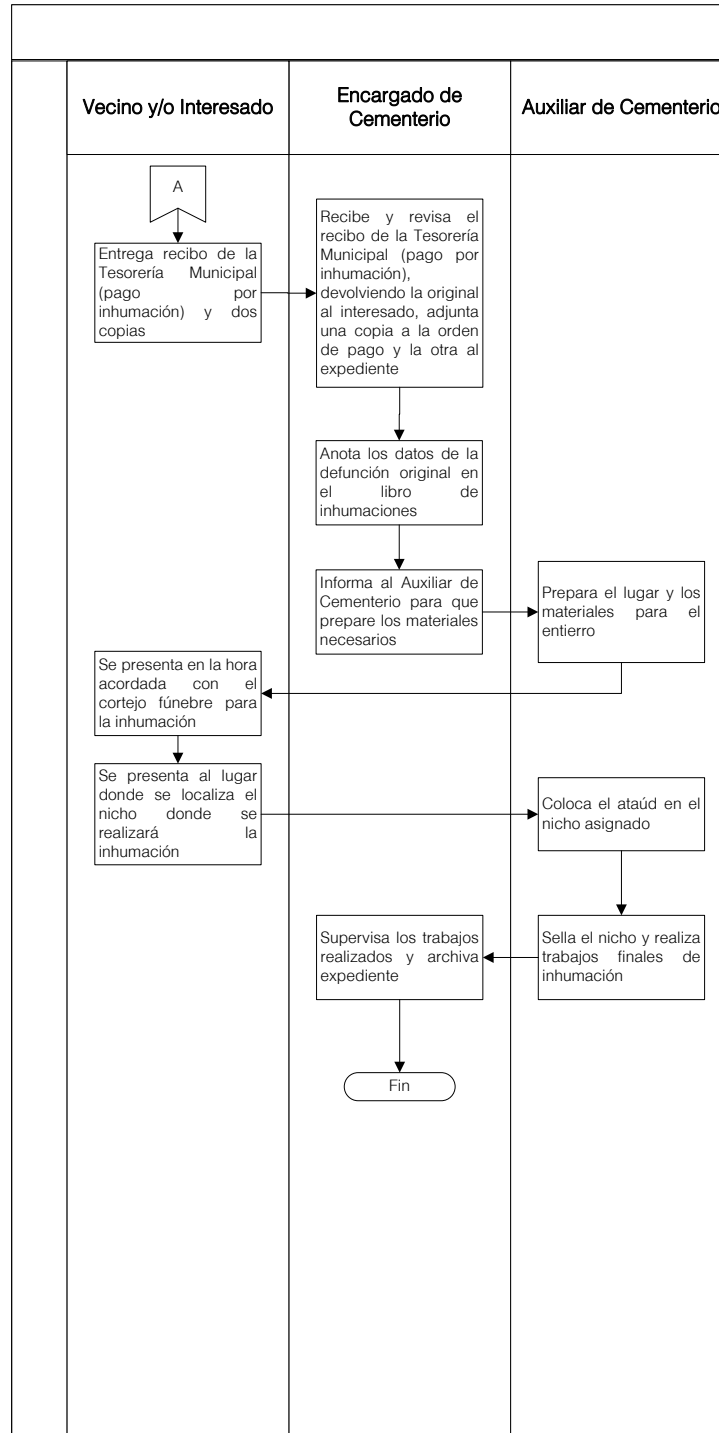 Vecino y/o Interesado
Encargado de
Cementerio
Auxiliar de Cementerio
A
Entrega recibo de la
Tesorería Municipal
(pago por
inhumación) y dos
copias
Recibe y revisa el
recibo de la Tesorería
Municipal (pago por
inhumación),
devolviendo la original
al interesado, adjunta
una copia a la orden
de pago y la otra al
expediente
Anota los datos de la
defunción original en
el libro de
inhumaciones
Informa al Auxiliar de
Cementerio para que
prepare los materiales
necesarios
Prepara el lugar y los
materiales para el
entierro
Se presenta en la hora
acordada con el
cortejo fúnebre para
la inhumación
Se presenta al lugar
donde se localiza el
nicho donde se
realizará la
inhumación
Coloca el ataúd en el
nicho asignado
Sella el nicho y realiza
trabajos finales de
inhumación
Supervisa los trabajos
realizados y archiva
expediente
Fin